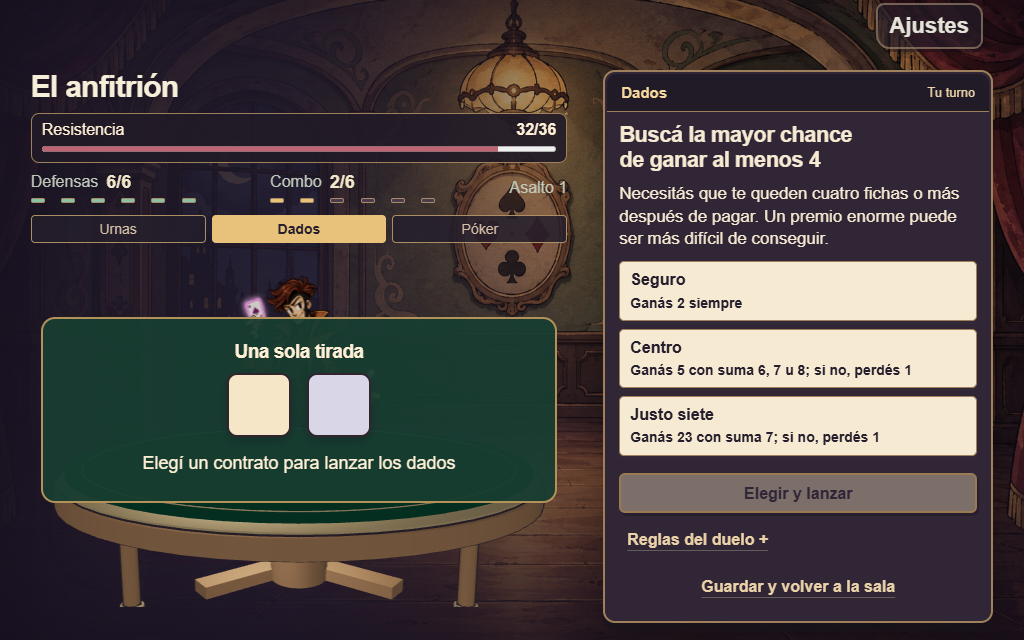 Ajustes
El anfitrión
Resistencia 32/36
Defensas 6/6 Combo 2/6 Asalto 1
Urnas Dados Póker
Una sola tirada
Elegí un contrato para lanzar los dados
Dados Tu turno
Buscá la mayor chance
de ganar al menos 4
Necesitás que te queden cuatro fichas o más
después de pagar. Un premio enorme puede
ser más difícil de conseguir.
Seguro
Ganás 2 siempre
Centro
Ganás 5 con suma 6, 7 u 8; si no, perdés 1
Justo siete
Ganás 23 con suma 7; si no, perdés 1
Elegir y lanzar
Reglas del duelo +
Guardar y volver a la sala